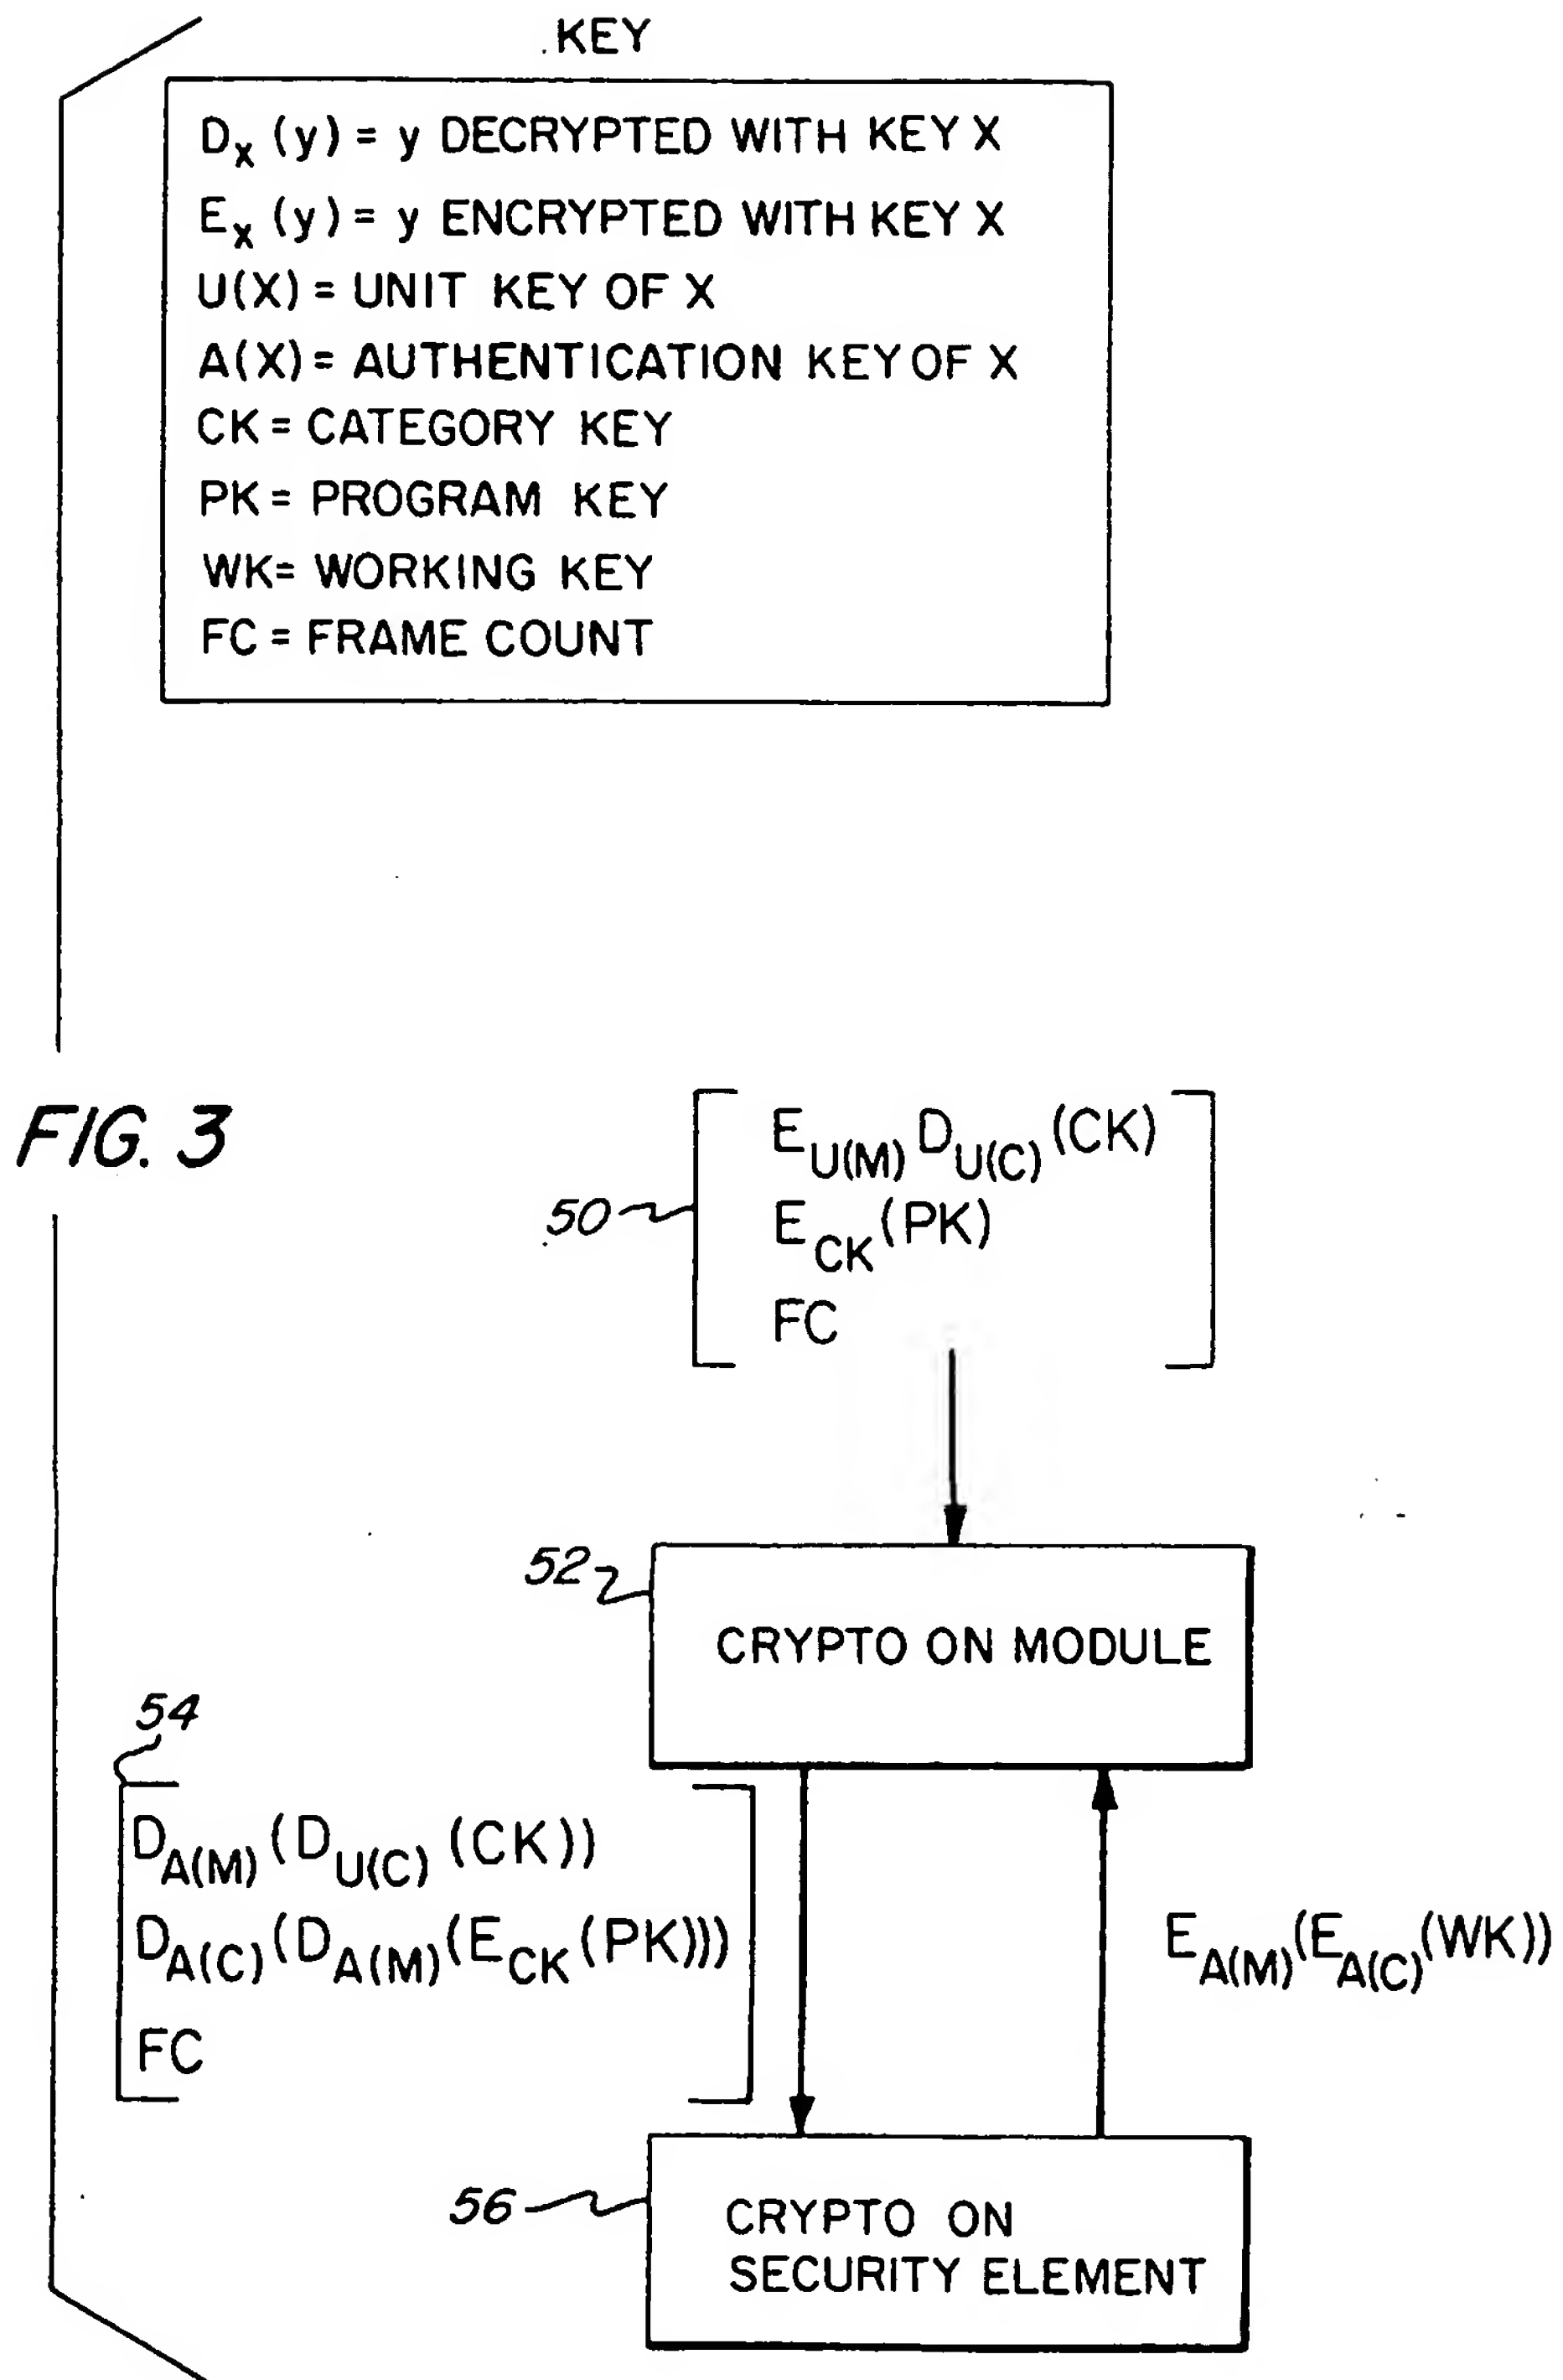 KEY
Dx (y) = y DECRYPTED WITH KEY X
Ex (y) = y ENCRYPTED WITH KEY X
U(X) = UNIT KEY OF X
A(X) = AUTHENTICATION KEY OF X
CK = CATEGORY KEY
PK = PROGRAM KEY
WK= WORKING KEY
FC = FRAME COUNT
FIG. 3
EU(M) DU(C) (CK)
50
ECK (PK)
FC
52
CRYPTO ON MODULE
54
DA(M) (DU(C) (CK))
DA(C) (DA(M) (ECK (PK)))
FC
EA(M) (EA(C) (WK))
56
CRYPTO ON
SECURITY ELEMENT